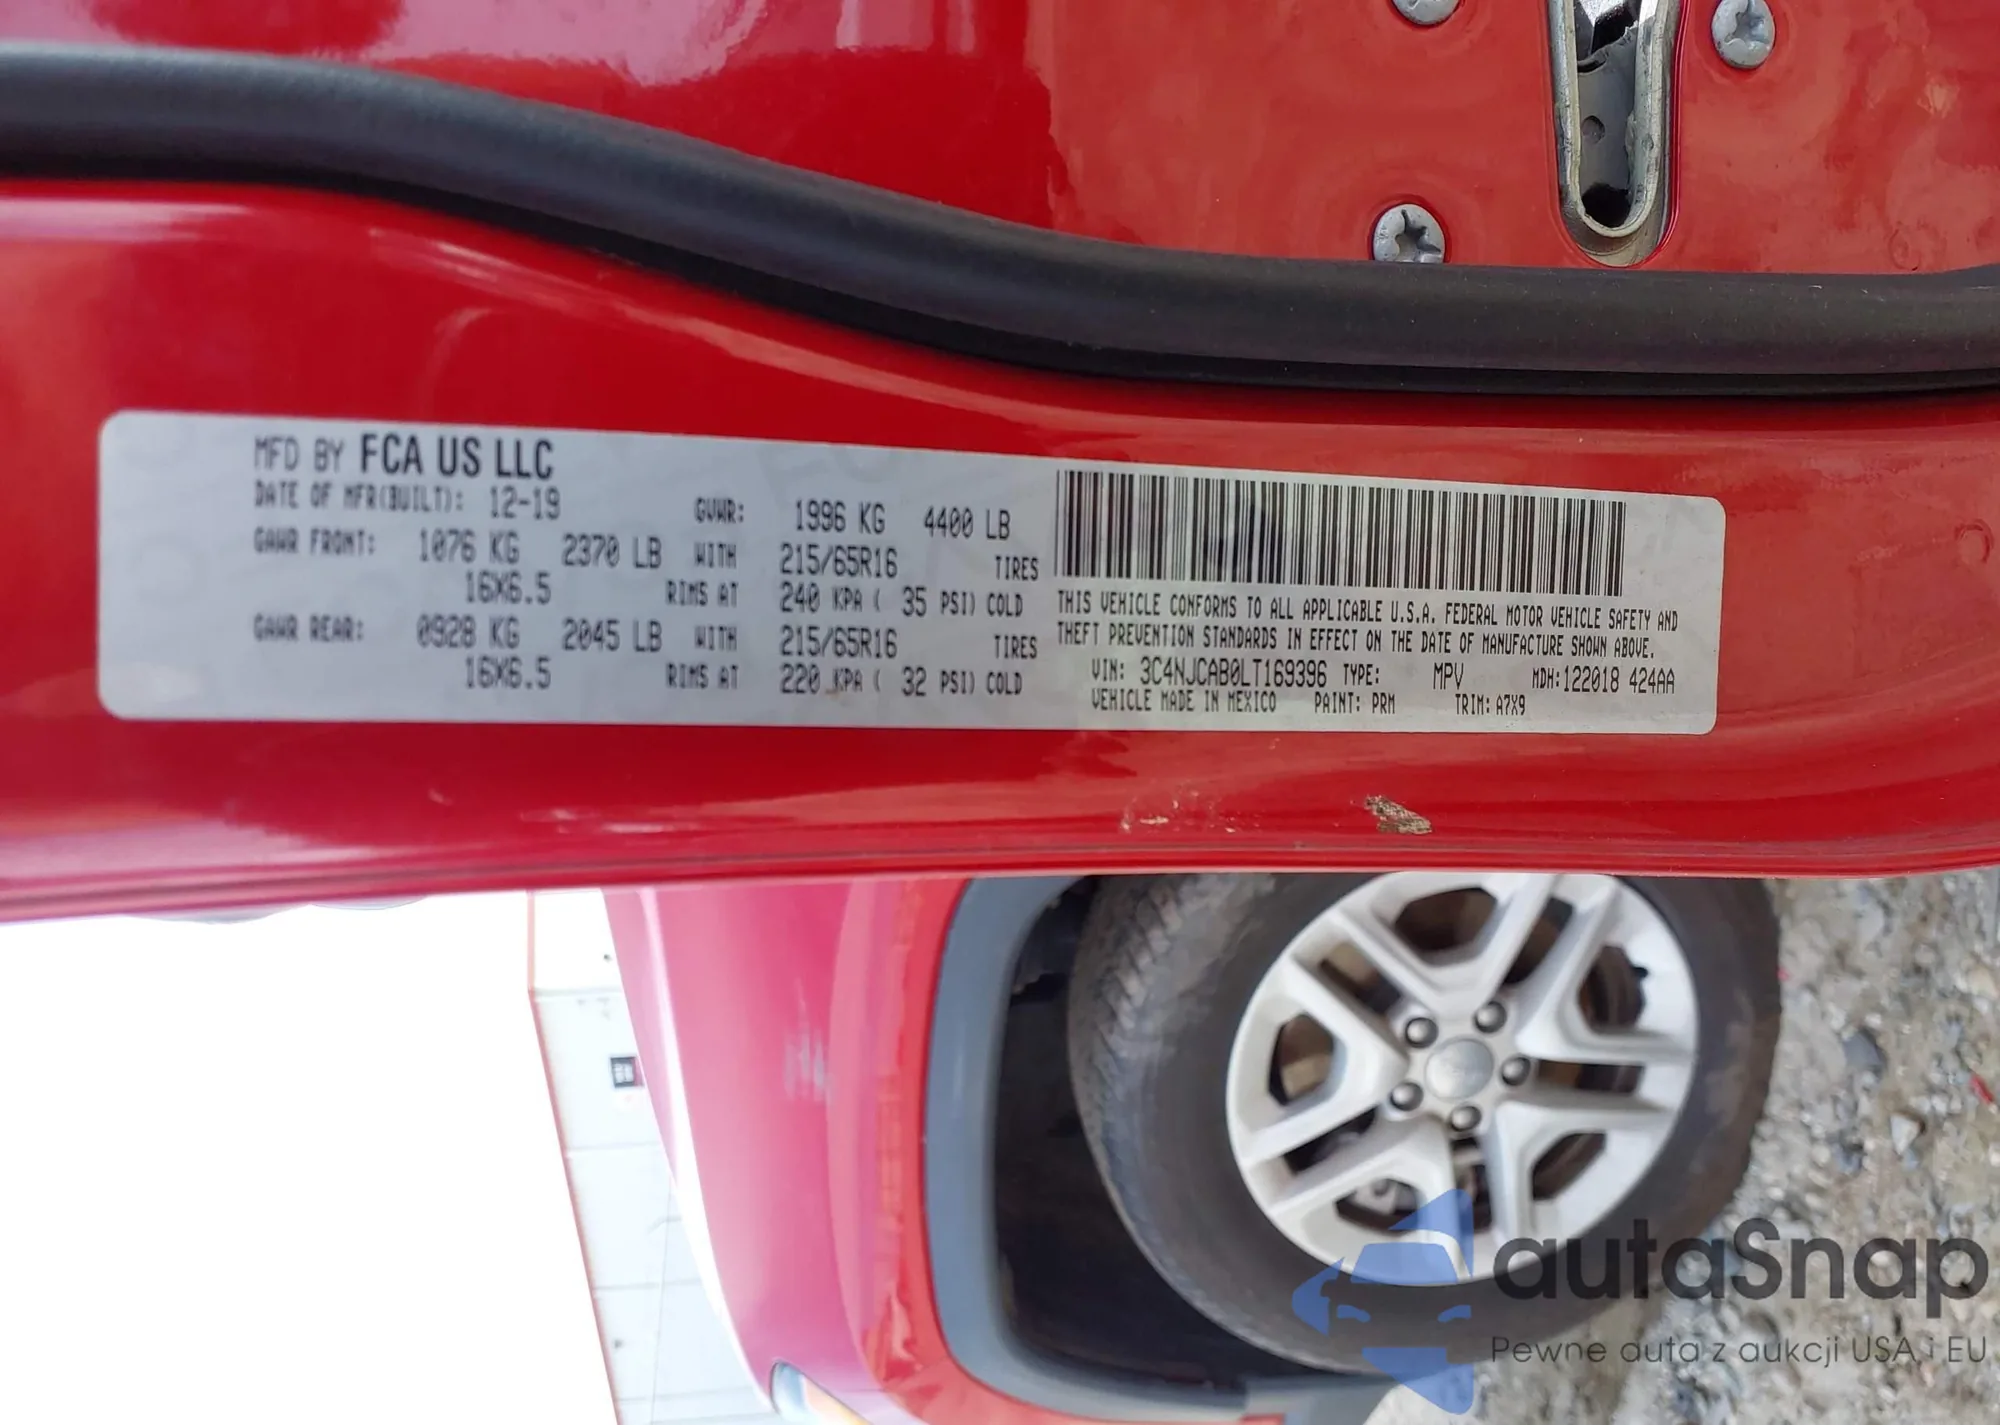 MFD BY FCA US LLC
DATE OF MFR(BUILT): 12-19 GVWR: 1996 KG 4400 LB
GAWR FRONT: 1076 KG 2370 LB WITH 215/65R16 TIRES
16X6.5 RIMS AT 240 KPA ( 35 PSI) COLD
GAWR REAR: 0928 KG 2045 LB WITH 215/65R16 TIRES
16X6.5 RIMS AT 220 KPA ( 32 PSI) COLD
THIS VEHICLE CONFORMS TO ALL APPLICABLE U.S.A. FEDERAL MOTOR VEHICLE SAFETY AND
THEFT PREVENTION STANDARDS IN EFFECT ON THE DATE OF MANUFACTURE SHOWN ABOVE.
VIN: 3C4NJCAB0LT169396 TYPE: MPV MDH:122018 424AA
VEHICLE MADE IN MEXICO PAINT: PRM TRIM: A7X9
autaSnap
Pewne auta z aukcji USA i EU